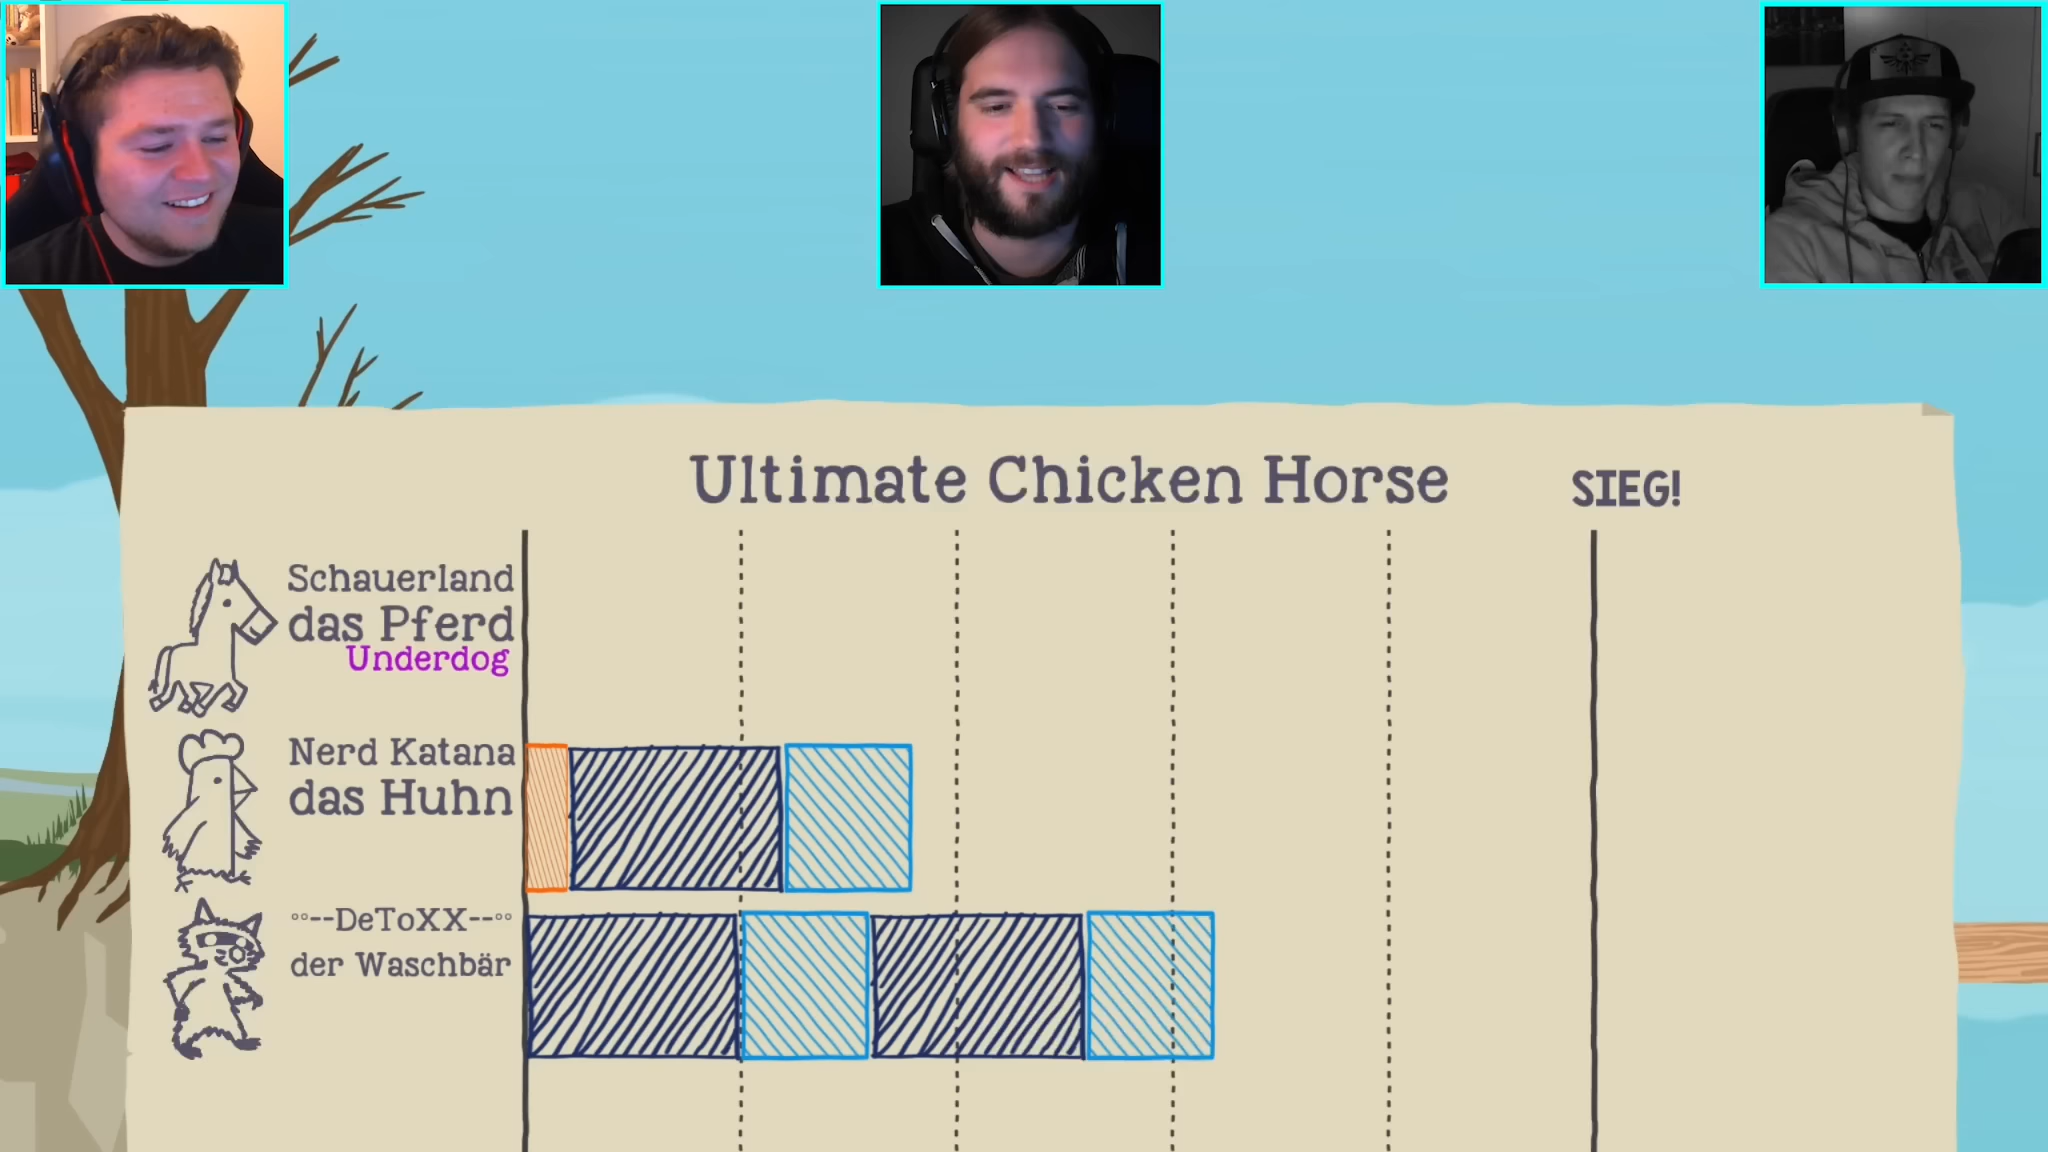 Ultimate Chicken Horse
SIEG!
Schauerland
das Pferd
Underdog
Nerd Katana
das Huhn
°°--DeToXX--°°
der Waschbär